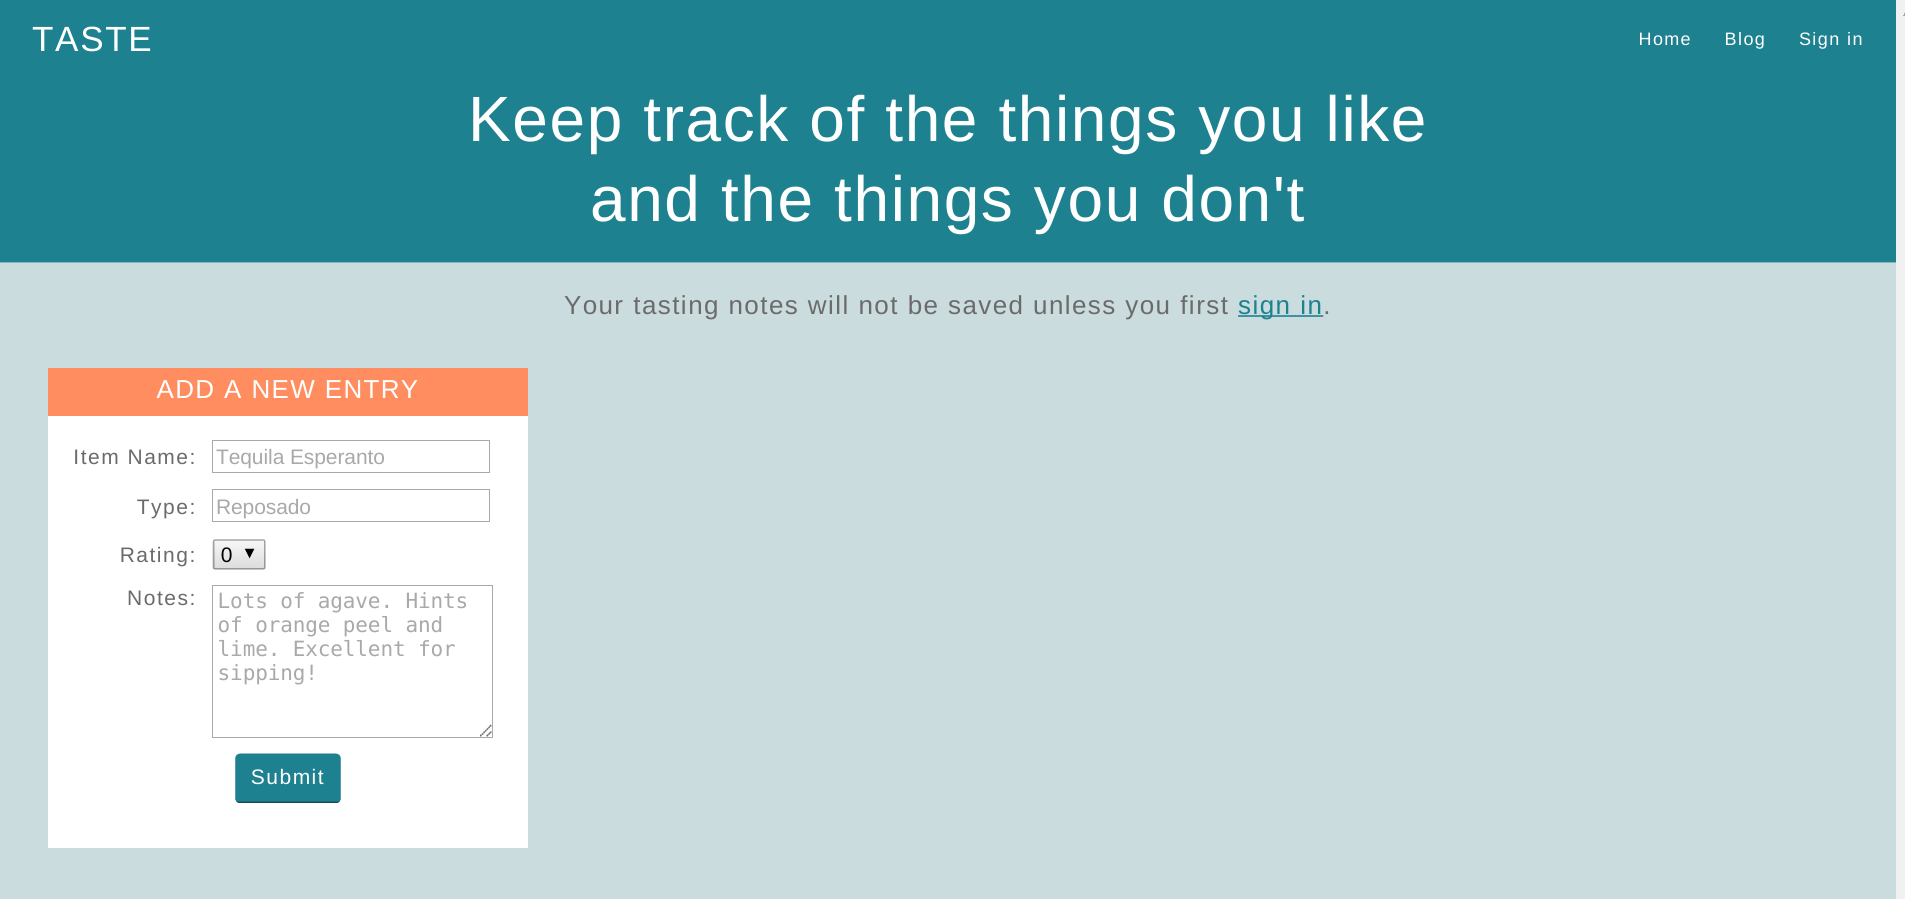 TASTE
Home Blog Sign in
Keep track of the things you like
and the things you don't
Your tasting notes will not be saved unless you first sign in.
ADD A NEW ENTRY
Item Name: Tequila Esperanto
Type: Reposado
Rating: 0
Notes: Lots of agave. Hints
of orange peel and
lime. Excellent for
sipping!
Submit